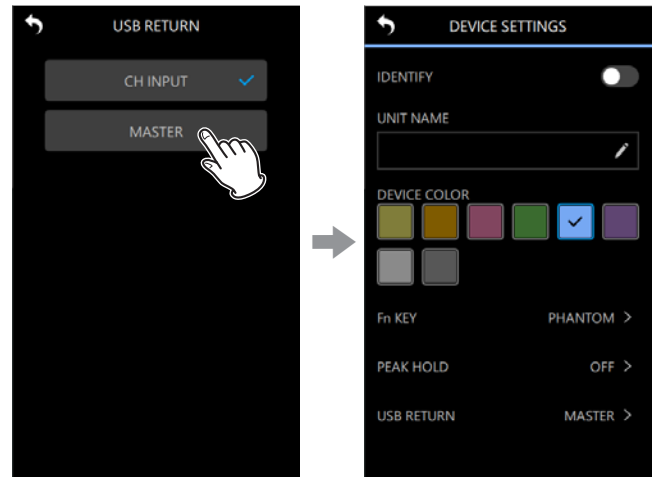 USB RETURN
CH INPUT
MASTER
DEVICE SETTINGS
IDENTIFY
UNIT NAME
DEVICE COLOR
Fn KEY PHANTOM >
PEAK HOLD OFF >
USB RETURN MASTER >